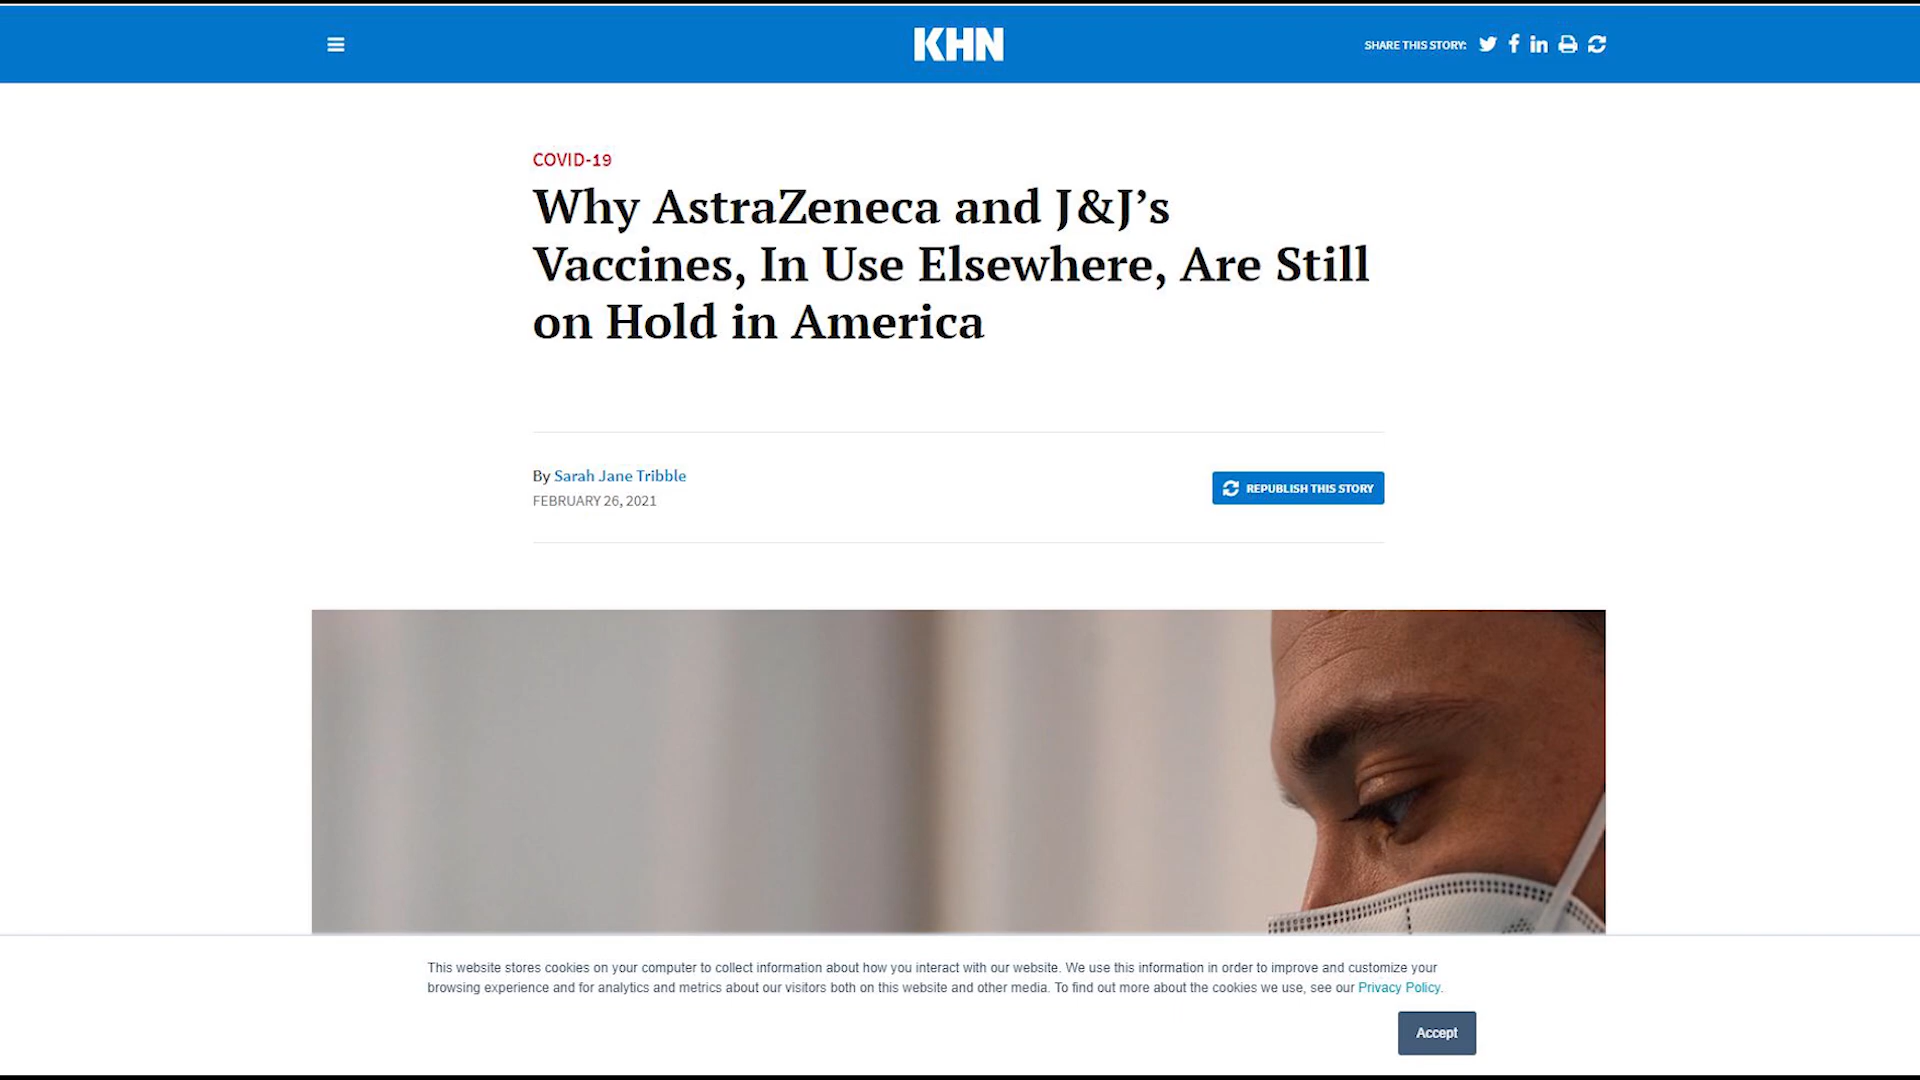 KHN
SHARE THIS STORY:
COVID-19
Why AstraZeneca and J&J’s
Vaccines, In Use Elsewhere, Are Still
on Hold in America
By Sarah Jane Tribble
FEBRUARY 26, 2021
REPUBLISH THIS STORY
This website stores cookies on your computer to collect information about how you interact with our website. We use this information in order to improve and customize your
browsing experience and for analytics and metrics about our visitors both on this website and other media. To find out more about the cookies we use, see our Privacy Policy.
Accept